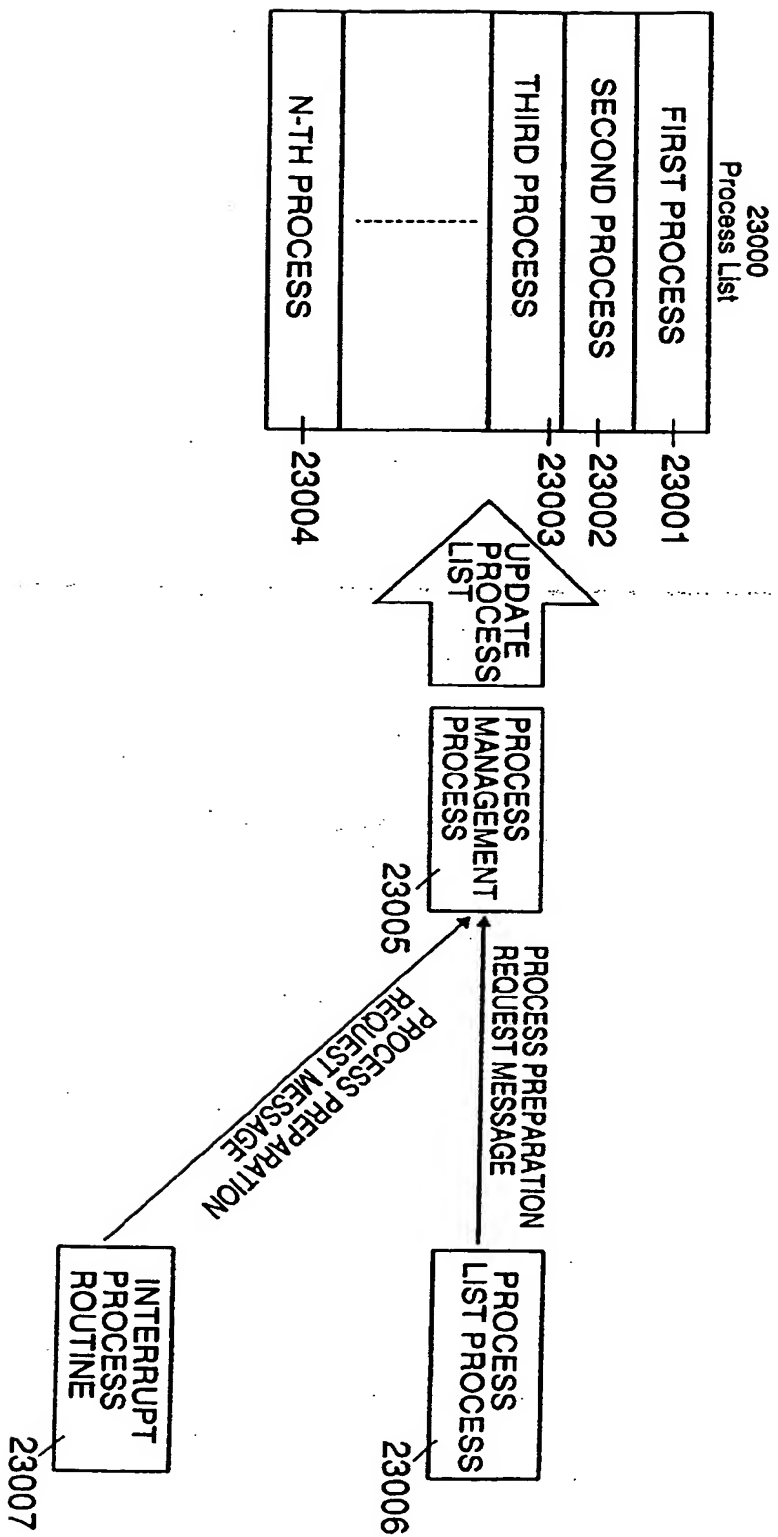 23000
Process List
FIRST PROCESS
23001
SECOND PROCESS
23002
THIRD PROCESS
23003
N-TH PROCESS
23004
UPDATE
PROCESS
LIST
PROCESS
MANAGEMENT
PROCESS
23005
PROCESS PREPARATION
REQUEST MESSAGE
PROCESS PREPARATION
REQUEST MESSAGE
PROCESS
LIST PROCESS
23006
INTERRUPT
PROCESS
ROUTINE
23007